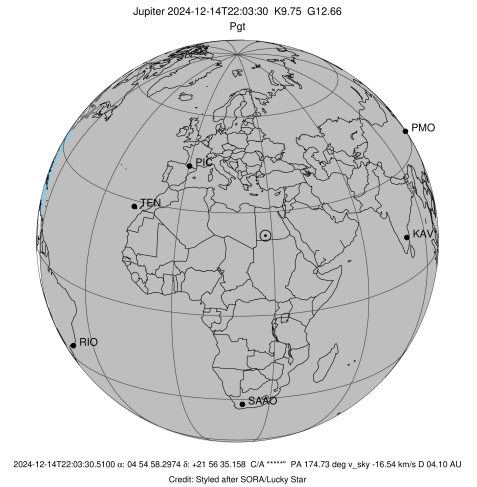 Jupiter 2024-12-14T22:03:30 K9.75 G12.66
Pgt
PMO
PIC
TEN
KAV
RIO
SAAO
2024-12-14T22:03:30.5100 α: 04 54 58.2974 δ: +21 56 35.158 C/A *****" PA 174.73 deg v_sky -16.54 km/s D 04.10 AU
Credit: Styled after SORA/Lucky Star